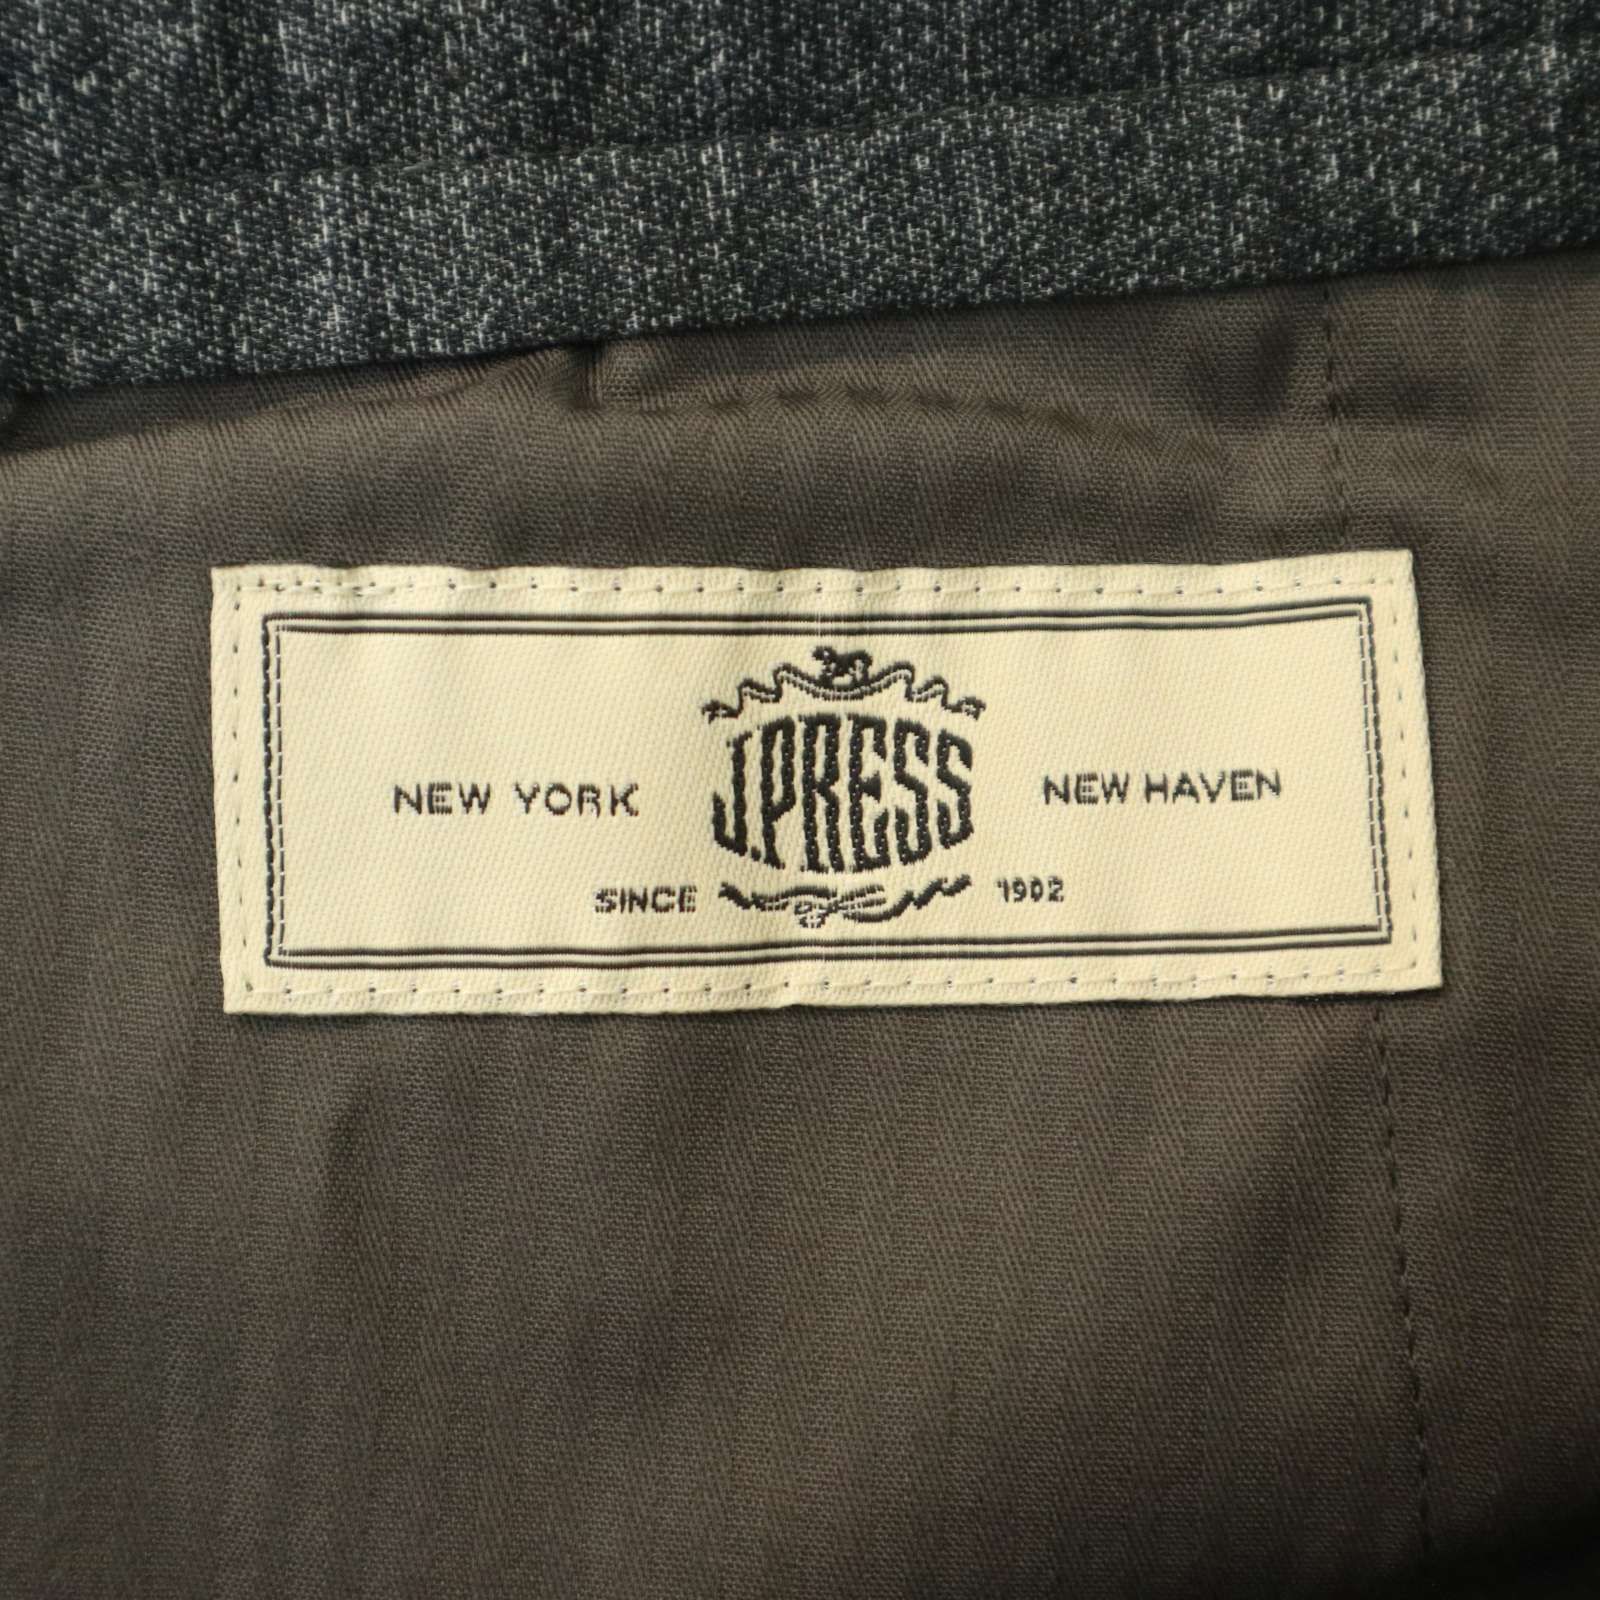 NEW YORK J.PRESS NEW HAVEN
SINCE 1902